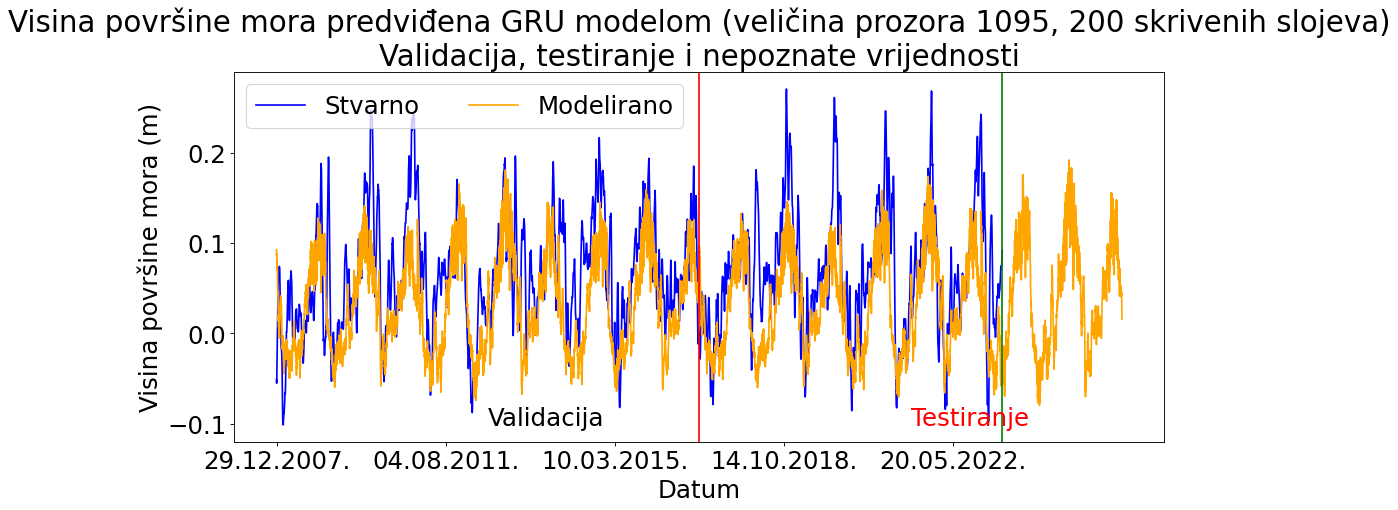 Visina površine mora predviđena GRU modelom (veličina prozora 1095, 200 skrivenih slojeva)
Validacija, testiranje i nepoznate vrijednosti
Stvarno
Modelirano
Visina površine mora (m)
0.2
0.1
0.0
−0.1
Validacija
Testiranje
29.12.2007.
04.08.2011.
10.03.2015.
14.10.2018.
20.05.2022.
Datum